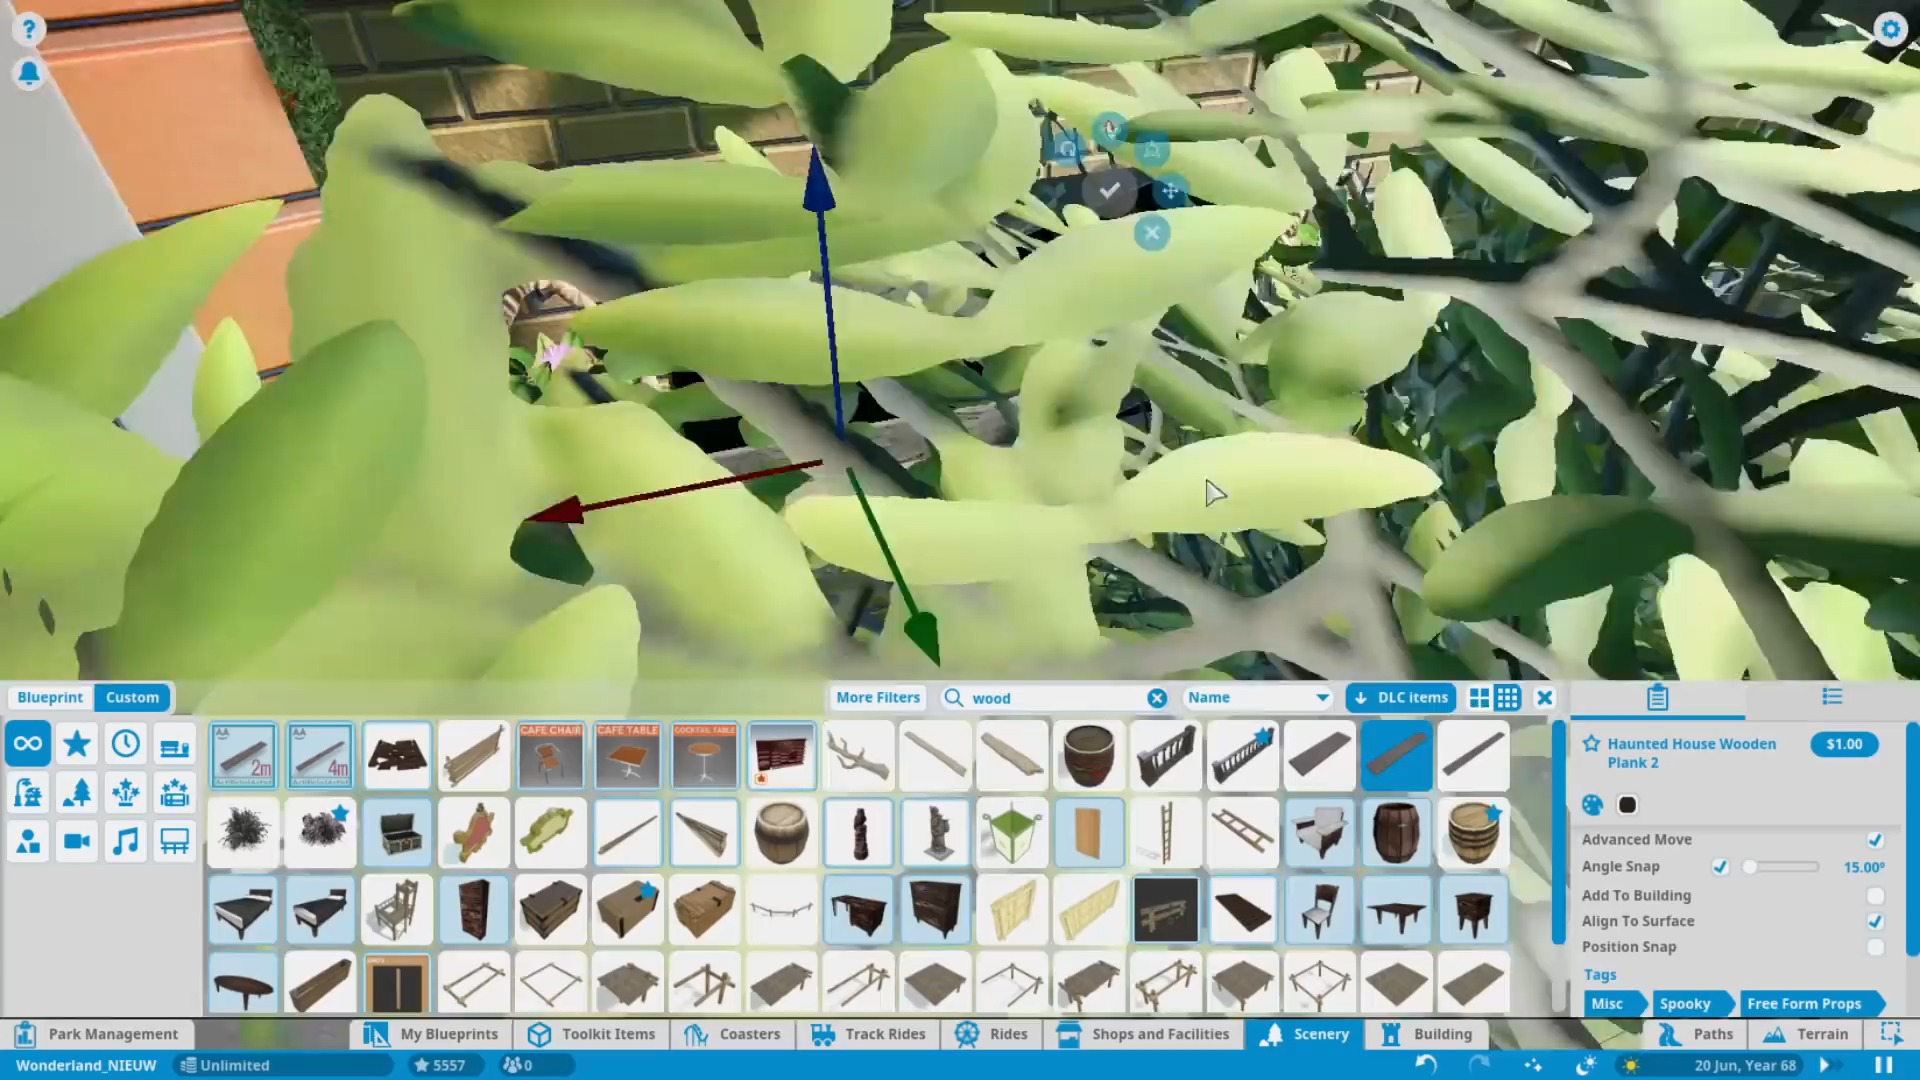 ?
Blueprint
Custom
More Filters
wood
Name
DLC items
2m
4m
CAFE CHAIR
CAFE TABLE
COCKTAIL TABLE
Haunted House Wooden
Plank 2
$1.00
Advanced Move
Angle Snap
15.00°
Add To Building
Align To Surface
Position Snap
Tags
Misc
Spooky
Free Form Props
Park Management
My Blueprints
Toolkit Items
Coasters
Track Rides
Rides
Shops and Facilities
Scenery
Building
Paths
Terrain
Wonderland_NIEUW
Unlimited
5557
0
20 Jun, Year 68